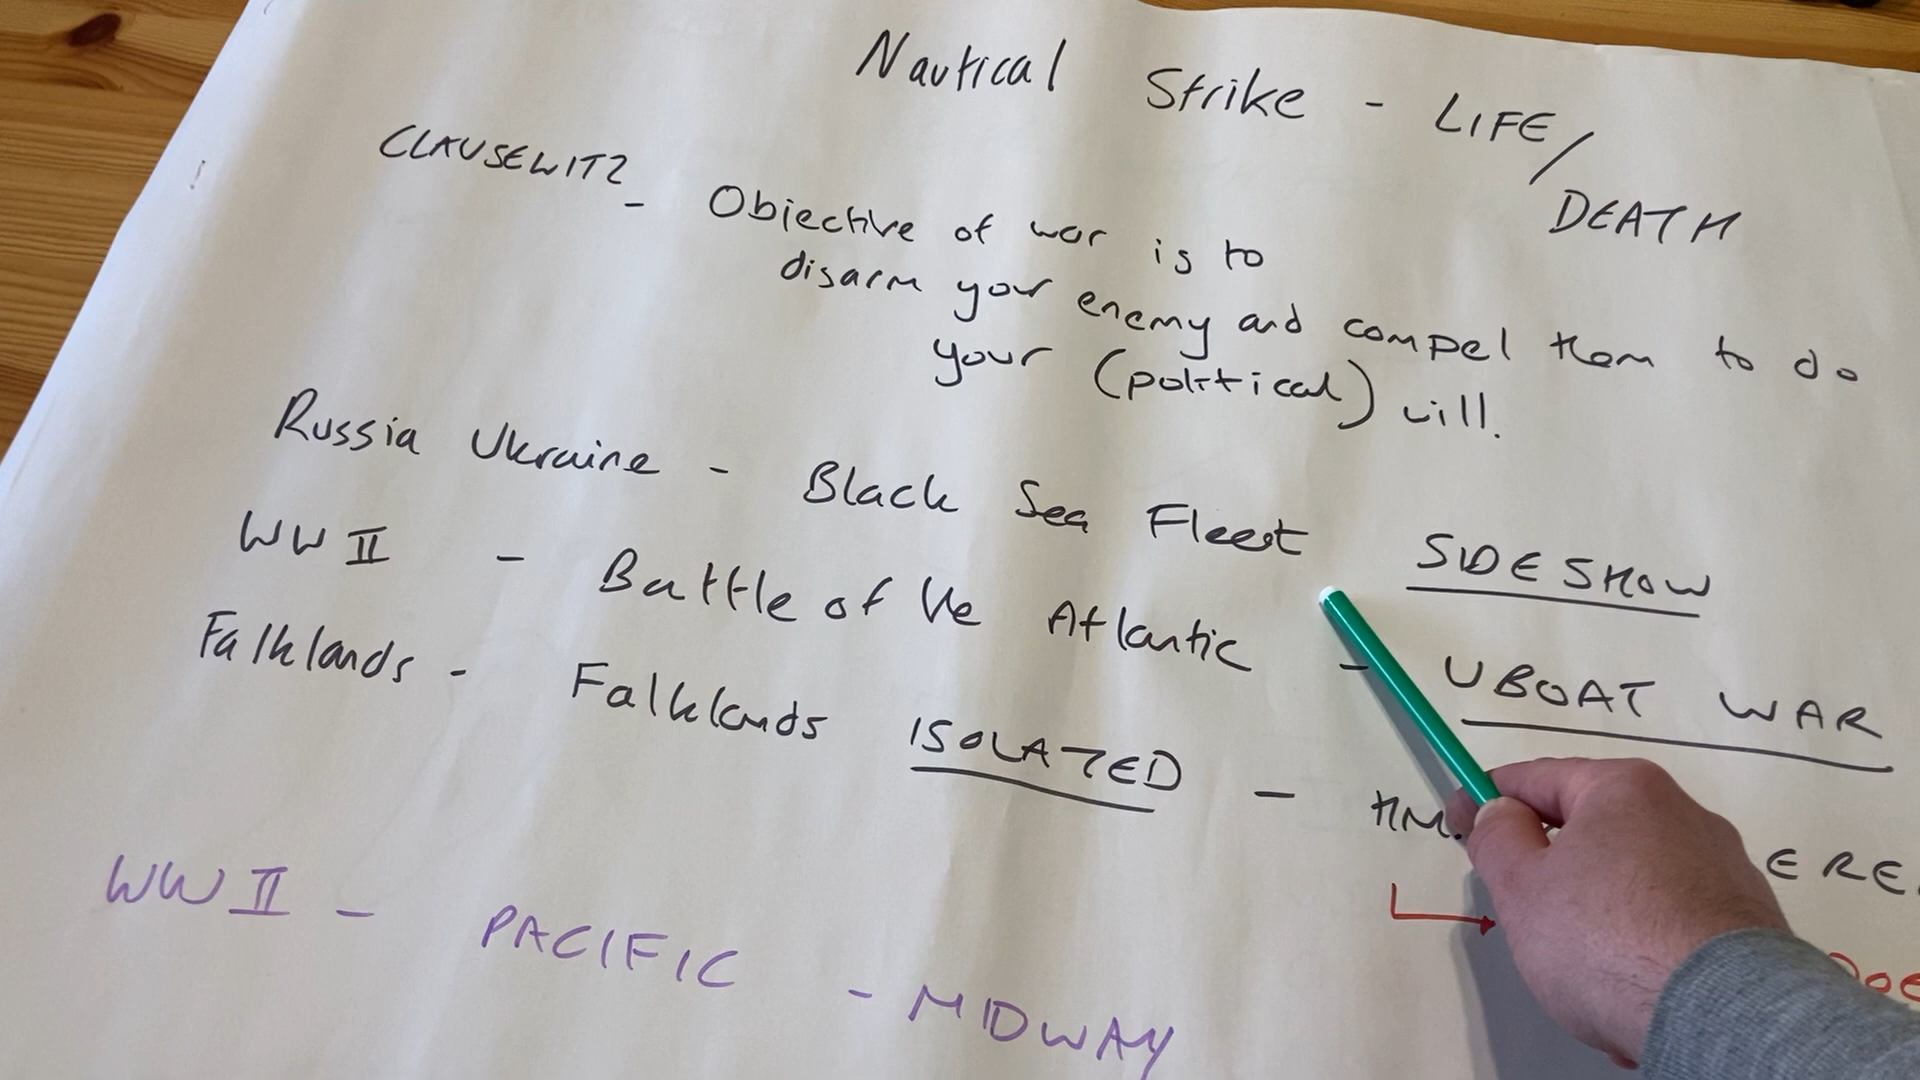 Nautical Strike - LIFE/
DEATH
CLAUSEWITZ - Objective of war is to
disarm your enemy and compel them to do
your (political) will.
Russia Ukraine - Black Sea Fleet SIDESHOW
WW II - Battle of the Atlantic - UBOAT WAR
Falklands - Falklands ISOLATED - HM.
WW II - PACIFIC - MIDWAY